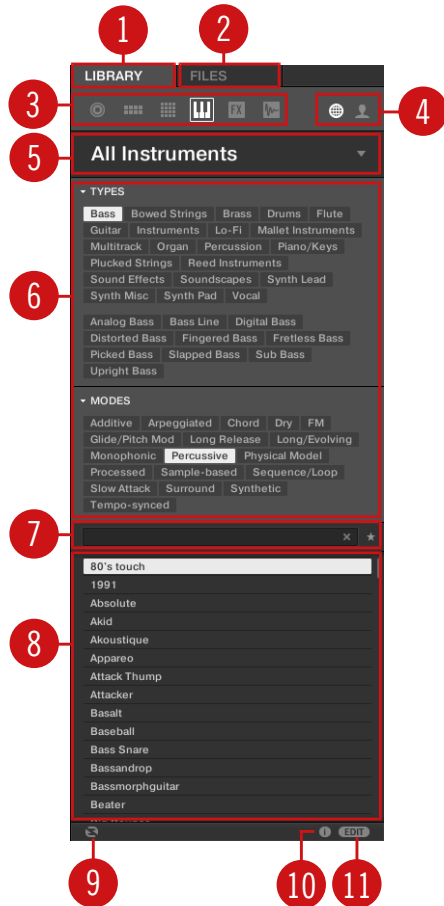 1
2
LIBRARY FILES
3
FX
4
5
All Instruments
TYPES
Bass Bowed Strings Brass Drums Flute
Guitar Instruments Lo-Fi Mallet Instruments
Multitrack Organ Percussion Piano/Keys
Plucked Strings Reed Instruments
6
Sound Effects Soundscapes Synth Lead
Synth Misc Synth Pad Vocal
Analog Bass Bass Line Digital Bass
Distorted Bass Fingered Bass Fretless Bass
Picked Bass Slapped Bass Sub Bass
Upright Bass
MODES
Additive Arpeggiated Chord Dry FM
Glide/Pitch Mod Long Release Long/Evolving
Monophonic Percussive Physical Model
Processed Sample-based Sequence/Loop
Slow Attack Surround Synthetic
Tempo-synced
7
80's touch
1991
Absolute
Akid
8
Akoustique
Appareo
Attack Thump
Attacker
Basalt
Baseball
Bass Snare
Bassandrop
Bassmorphguitar
Beater
i EDIT
9
10
11